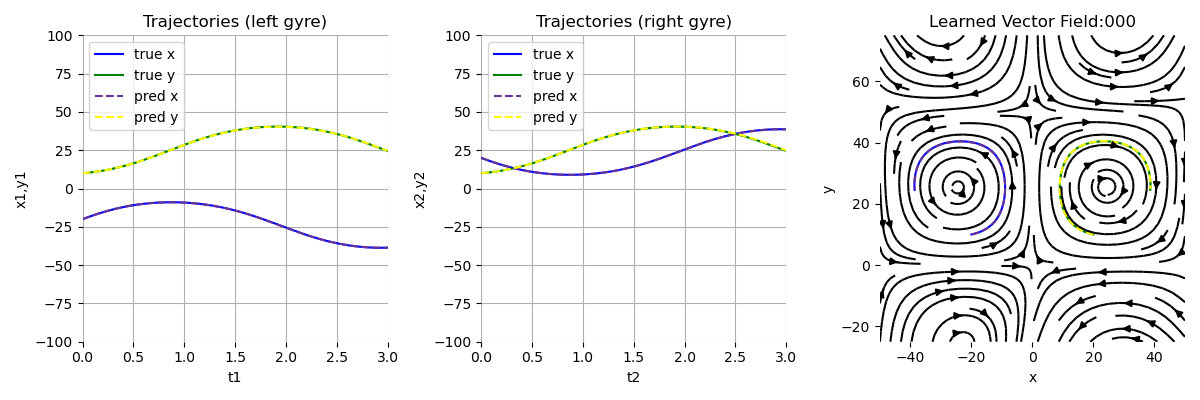 Trajectories (left gyre)
100
75
50
25
0
−25
−50
−75
−100
true x
true y
pred x
pred y
0.0 0.5 1.0 1.5 2.0 2.5 3.0
t1
x1,y1
Trajectories (right gyre)
100
75
50
25
0
−25
−50
−75
−100
true x
true y
pred x
pred y
0.0 0.5 1.0 1.5 2.0 2.5 3.0
t2
x2,y2
Learned Vector Field:000
60
40
20
0
−20
−40 −20 0 20 40
x
y